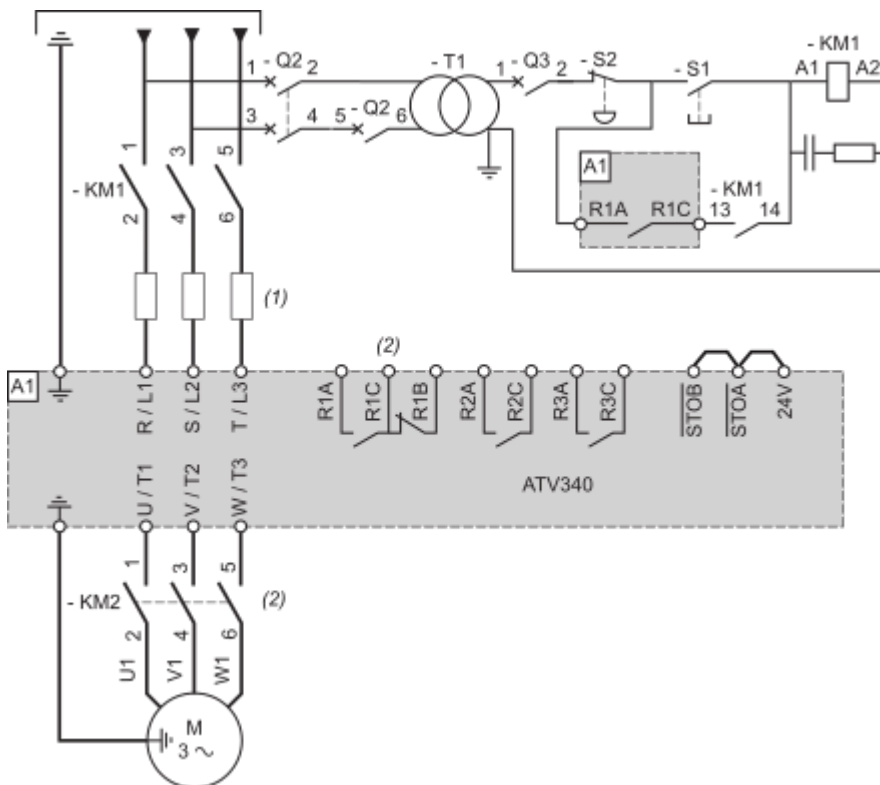 - Q2
- T1
- Q3
- S2
- S1
- KM1
1
2
1
2
A1
A2
3
4
5
- Q2
6
A1
- KM1
R1A
R1C
13
14
1
3
5
- KM1
2
4
6
(1)
(2)
A1
R / L1
S / L2
T / L3
R1A
R1C
R1B
R2A
R2C
R3A
R3C
STOB
STOA
24V
U / T1
V / T2
W / T3
ATV340
1
3
5
- KM2
(2)
2
4
6
U1
V1
W1
M
3 ~